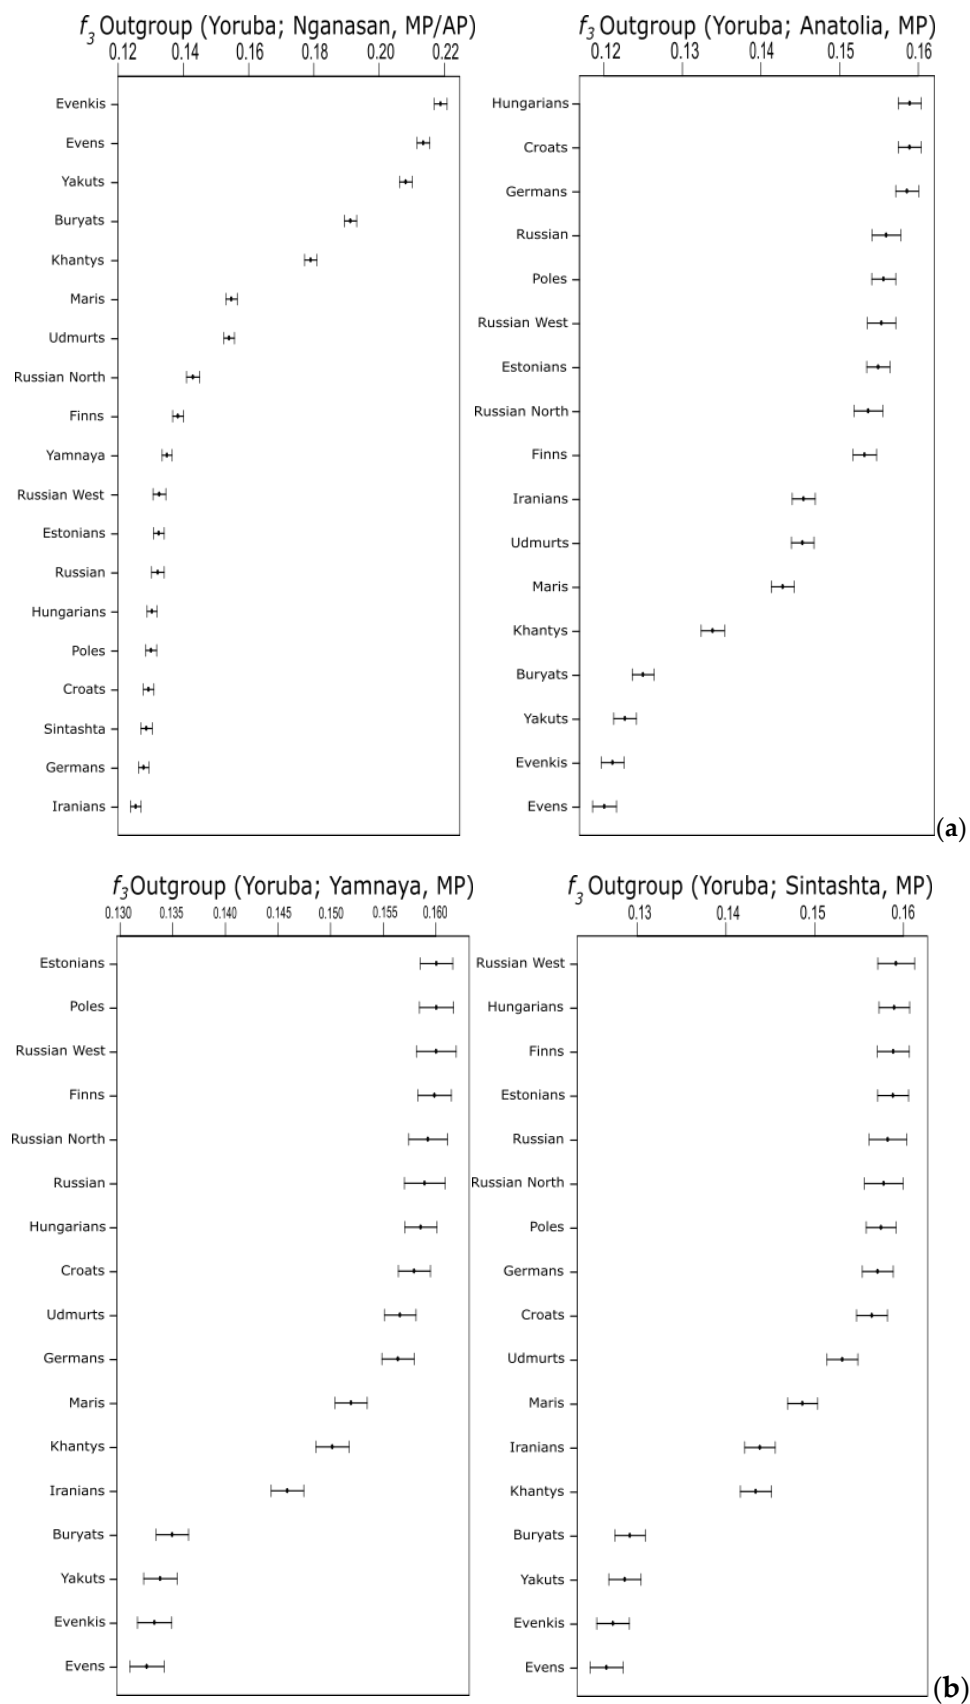 f3 Outgroup (Yoruba; Nganasan, MP/AP)
0.12 0.14 0.16 0.18 0.20 0.22
Evenkis
Evens
Yakuts
Buryats
Khantys
Maris
Udmurts
Russian North
Finns
Yamnaya
Russian West
Estonians
Russian
Hungarians
Poles
Croats
Sintashta
Germans
Iranians
f3 Outgroup (Yoruba; Anatolia, MP)
0.12 0.13 0.14 0.15 0.16
Hungarians
Croats
Germans
Russian
Poles
Russian West
Estonians
Russian North
Finns
Iranians
Udmurts
Maris
Khantys
Buryats
Yakuts
Evenkis
Evens
(a)
f3 Outgroup (Yoruba; Yamnaya, MP)
0.130 0.135 0.140 0.145 0.150 0.155 0.160
Estonians
Poles
Russian West
Finns
Russian North
Russian
Hungarians
Croats
Udmurts
Germans
Maris
Khantys
Iranians
Buryats
Yakuts
Evenkis
Evens
f3 Outgroup (Yoruba; Sintashta, MP)
0.13 0.14 0.15 0.16
Russian West
Hungarians
Finns
Estonians
Russian
Russian North
Poles
Germans
Croats
Udmurts
Maris
Iranians
Khantys
Buryats
Yakuts
Evenkis
Evens
(b)